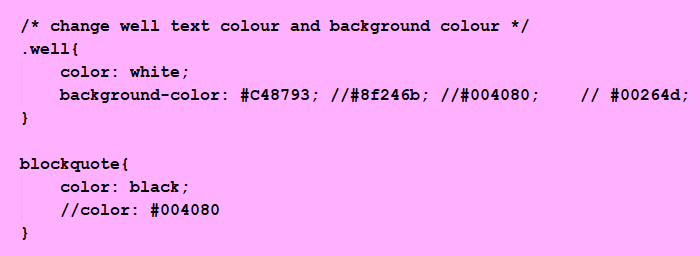 /* change well text colour and background colour */
.well{
    color: white;
    background-color: #C48793; //#8f246b; //#004080;    // #00264d;
}

blockquote{
    color: black;
    //color: #004080
}